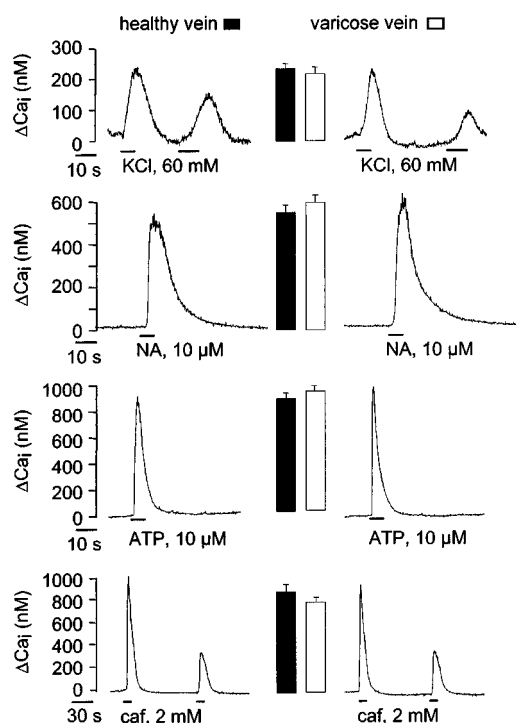 healthy vein varicose vein
ΔCai (nM)
300
200
100
0
10 s
KCl, 60 mM
KCl, 60 mM
ΔCai (nM)
600
400
200
0
10 s
NA, 10 µM
NA, 10 µM
ΔCai (nM)
1000
800
600
400
200
0
10 s
ATP, 10 µM
ATP, 10 µM
ΔCai (nM)
1000
800
600
400
200
0
30 s
caf, 2 mM
caf, 2 mM